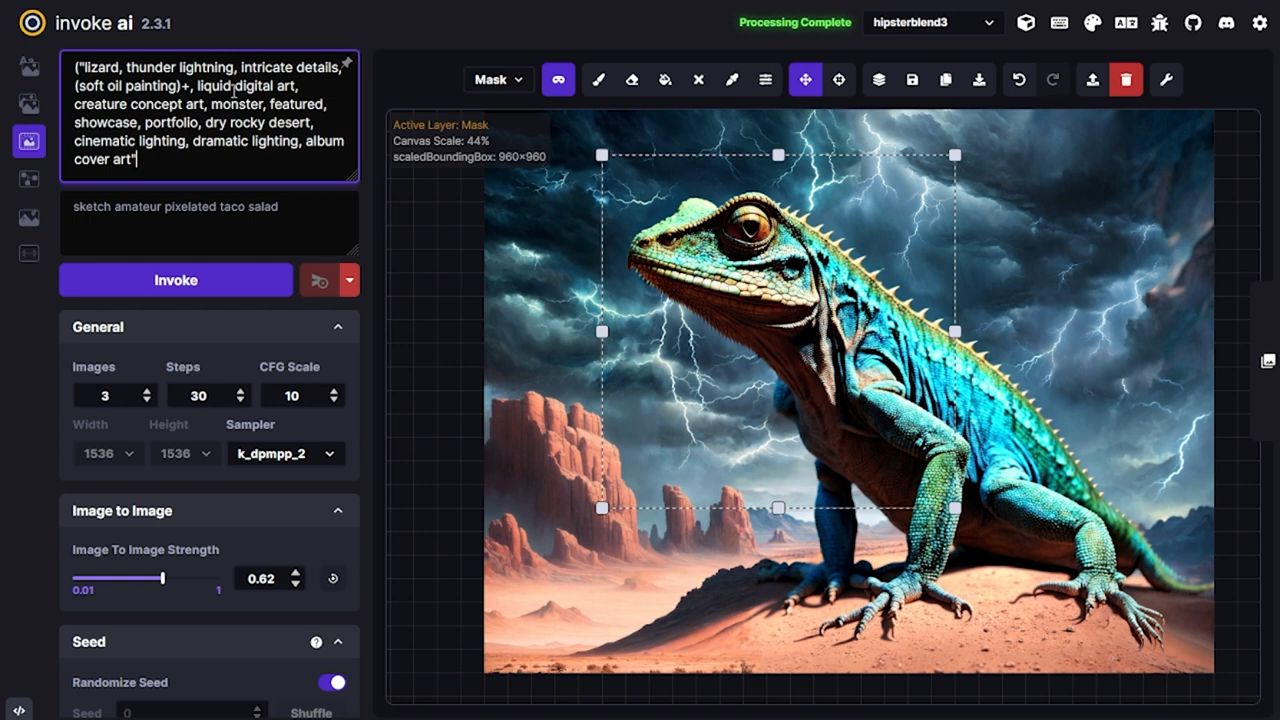 invoke ai 2.3.1
Processing Complete
hipsterblend3
("lizard, thunder lightning, intricate details,
(soft oil painting)+, liquid digital art,
creature concept art, monster, featured,
showcase, portfolio, dry rocky desert,
cinematic lighting, dramatic lighting, album
cover art"
sketch amateur pixelated taco salad
Invoke
General
Images Steps CFG Scale
3 30 10
Width Height Sampler
1536 1536 k_dpmpp_2
Image to Image
Image To Image Strength
0.62
0.01 1
Seed
Randomize Seed
Seed 0 Shuffle
Mask
Active Layer: Mask
Canvas Scale: 44%
scaledBoundingBox: 960×960